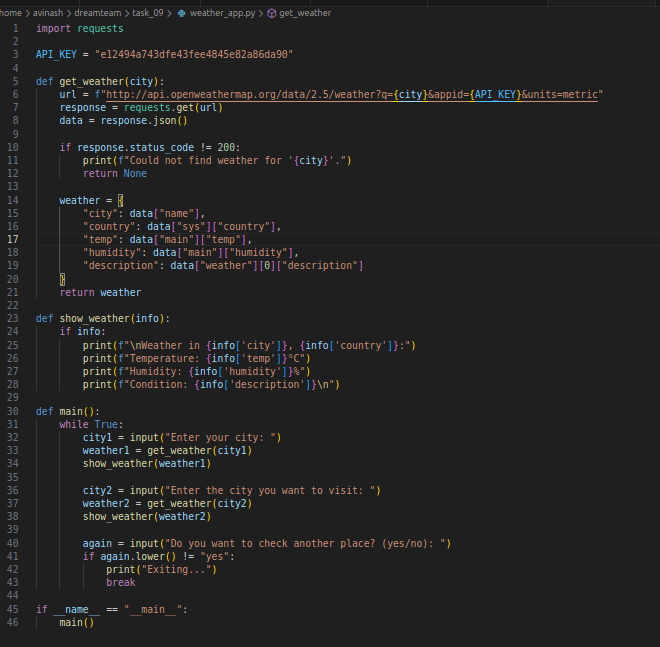 home > avinash > dreamteam > task_09 > weather_app.py > get_weather
1 import requests
2
3 API_KEY = "e12494a743dfe43fee4845e82a86da90"
4
5 def get_weather(city):
6     url = f"http://api.openweathermap.org/data/2.5/weather?q={city}&appid={API_KEY}&units=metric"
7     response = requests.get(url)
8     data = response.json()
9
10     if response.status_code != 200:
11         print(f"Could not find weather for '{city}'.")
12         return None
13
14     weather = {
15         "city": data["name"],
16         "country": data["sys"]["country"],
17         "temp": data["main"]["temp"],
18         "humidity": data["main"]["humidity"],
19         "description": data["weather"][0]["description"]
20     }
21     return weather
22
23 def show_weather(info):
24     if info:
25         print(f"\nWeather in {info['city']}, {info['country']}:")
26         print(f"Temperature: {info['temp']}°C")
27         print(f"Humidity: {info['humidity']}%")
28         print(f"Condition: {info['description']}\n")
29
30 def main():
31     while True:
32         city1 = input("Enter your city: ")
33         weather1 = get_weather(city1)
34         show_weather(weather1)
35
36         city2 = input("Enter the city you want to visit: ")
37         weather2 = get_weather(city2)
38         show_weather(weather2)
39
40         again = input("Do you want to check another place? (yes/no): ")
41         if again.lower() != "yes":
42             print("Exiting...")
43             break
44
45 if __name__ == "__main__":
46     main()